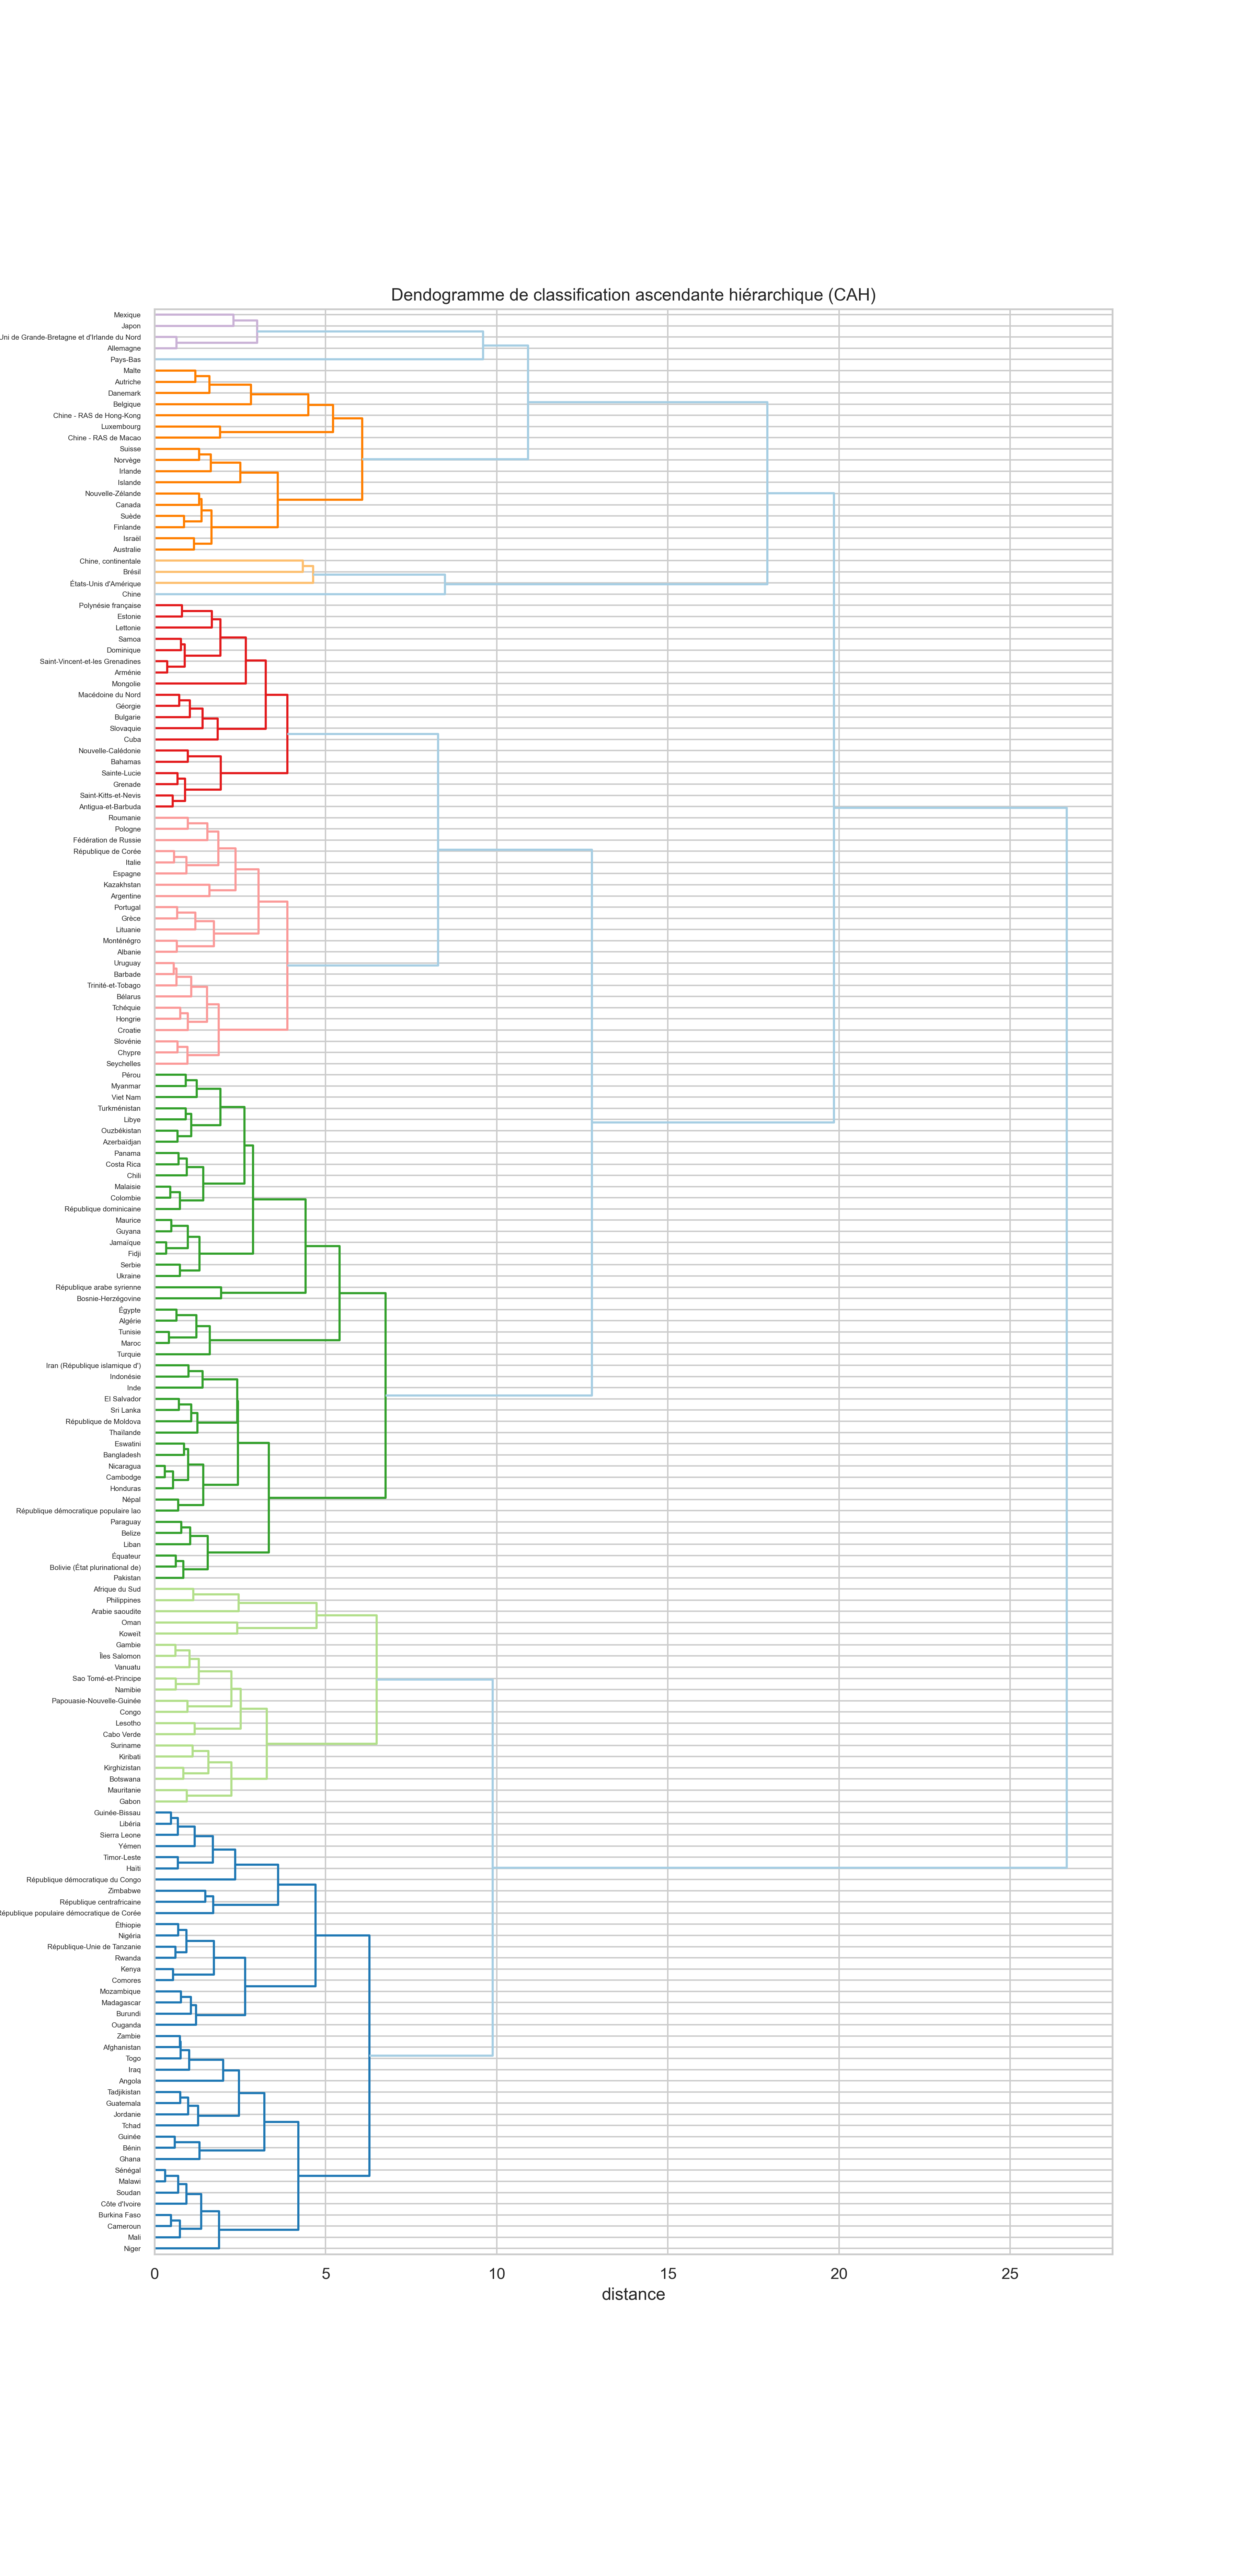 Dendogramme de classification ascendante hiérarchique (CAH)
Mexique
Japon
Uni de Grande-Bretagne et d'Irlande du Nord
Allemagne
Pays-Bas
Malte
Autriche
Danemark
Belgique
Chine - RAS de Hong-Kong
Luxembourg
Chine - RAS de Macao
Suisse
Norvège
Irlande
Islande
Nouvelle-Zélande
Canada
Suède
Finlande
Israël
Australie
Chine, continentale
Brésil
États-Unis d'Amérique
Chine
Polynésie française
Estonie
Lettonie
Samoa
Dominique
Saint-Vincent-et-les Grenadines
Arménie
Mongolie
Macédoine du Nord
Géorgie
Bulgarie
Slovaquie
Cuba
Nouvelle-Calédonie
Bahamas
Sainte-Lucie
Grenade
Saint-Kitts-et-Nevis
Antigua-et-Barbuda
Roumanie
Pologne
Fédération de Russie
République de Corée
Italie
Espagne
Kazakhstan
Argentine
Portugal
Grèce
Lituanie
Monténégro
Albanie
Uruguay
Barbade
Trinité-et-Tobago
Bélarus
Tchéquie
Hongrie
Croatie
Slovénie
Chypre
Seychelles
Pérou
Myanmar
Viet Nam
Turkménistan
Libye
Ouzbékistan
Azerbaïdjan
Panama
Costa Rica
Chili
Malaisie
Colombie
République dominicaine
Maurice
Guyana
Jamaïque
Fidji
Serbie
Ukraine
République arabe syrienne
Bosnie-Herzégovine
Égypte
Algérie
Tunisie
Maroc
Turquie
Iran (République islamique d')
Indonésie
Inde
El Salvador
Sri Lanka
République de Moldova
Thaïlande
Eswatini
Bangladesh
Nicaragua
Cambodge
Honduras
Népal
République démocratique populaire lao
Paraguay
Belize
Liban
Équateur
Bolivie (État plurinational de)
Pakistan
Afrique du Sud
Philippines
Arabie saoudite
Oman
Koweït
Gambie
Îles Salomon
Vanuatu
Sao Tomé-et-Principe
Namibie
Papouasie-Nouvelle-Guinée
Congo
Lesotho
Cabo Verde
Suriname
Kiribati
Kirghizistan
Botswana
Mauritanie
Gabon
Guinée-Bissau
Libéria
Sierra Leone
Yémen
Timor-Leste
Haïti
République démocratique du Congo
Zimbabwe
République centrafricaine
République populaire démocratique de Corée
Éthiopie
Nigéria
République-Unie de Tanzanie
Rwanda
Kenya
Comores
Mozambique
Madagascar
Burundi
Ouganda
Zambie
Afghanistan
Togo
Iraq
Angola
Tadjikistan
Guatemala
Jordanie
Tchad
Guinée
Bénin
Ghana
Sénégal
Malawi
Soudan
Côte d'Ivoire
Burkina Faso
Cameroun
Mali
Niger
0 5 10 15 20 25
distance